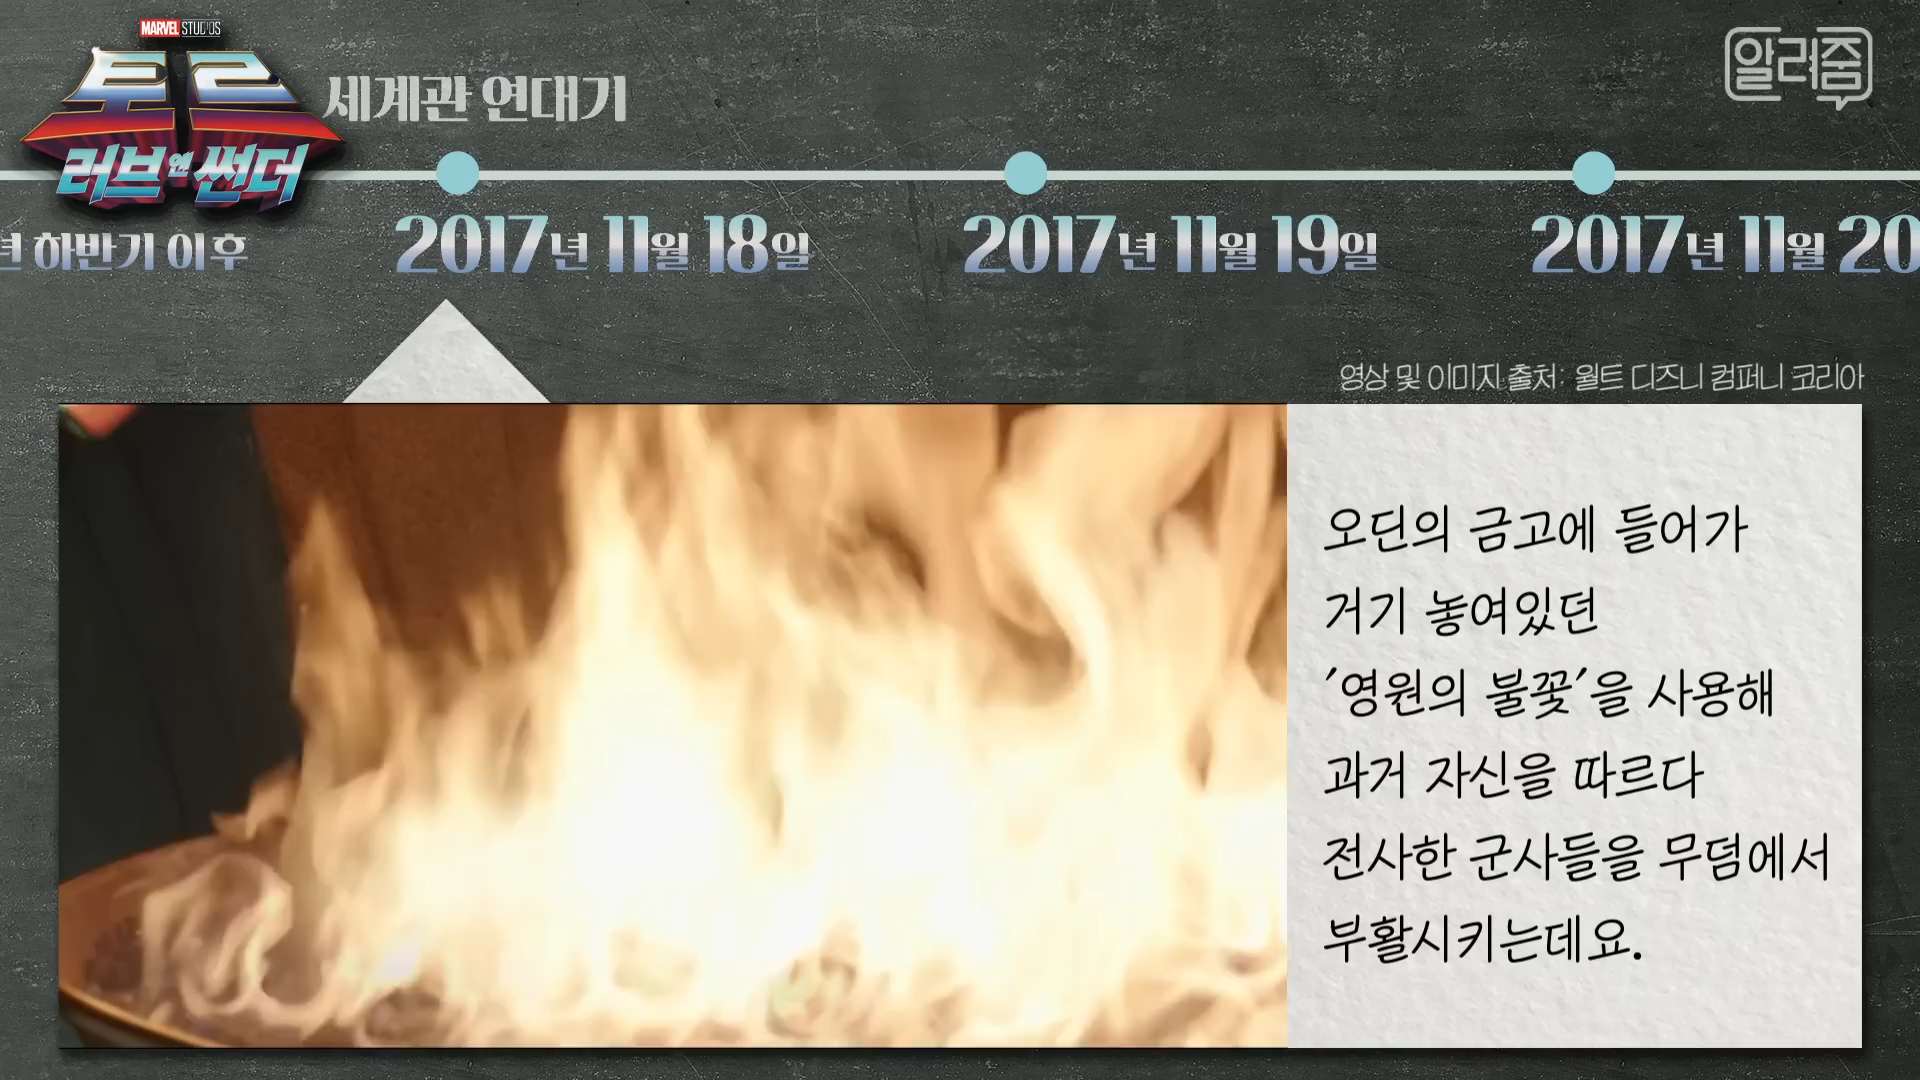 MARVEL STUDIOS
토르
러브 앤 썬더
세계관 연대기
알려줌
년 하반기 이후
2017년 11월 18일
2017년 11월 19일
2017년 11월 20
영상 및 이미지 출처: 월트 디즈니 컴퍼니 코리아
오딘의 금고에 들어가
거기 놓여있던
'영원의 불꽃'을 사용해
과거 자신을 따르다
전사한 군사들을 무덤에서
부활시키는데요.